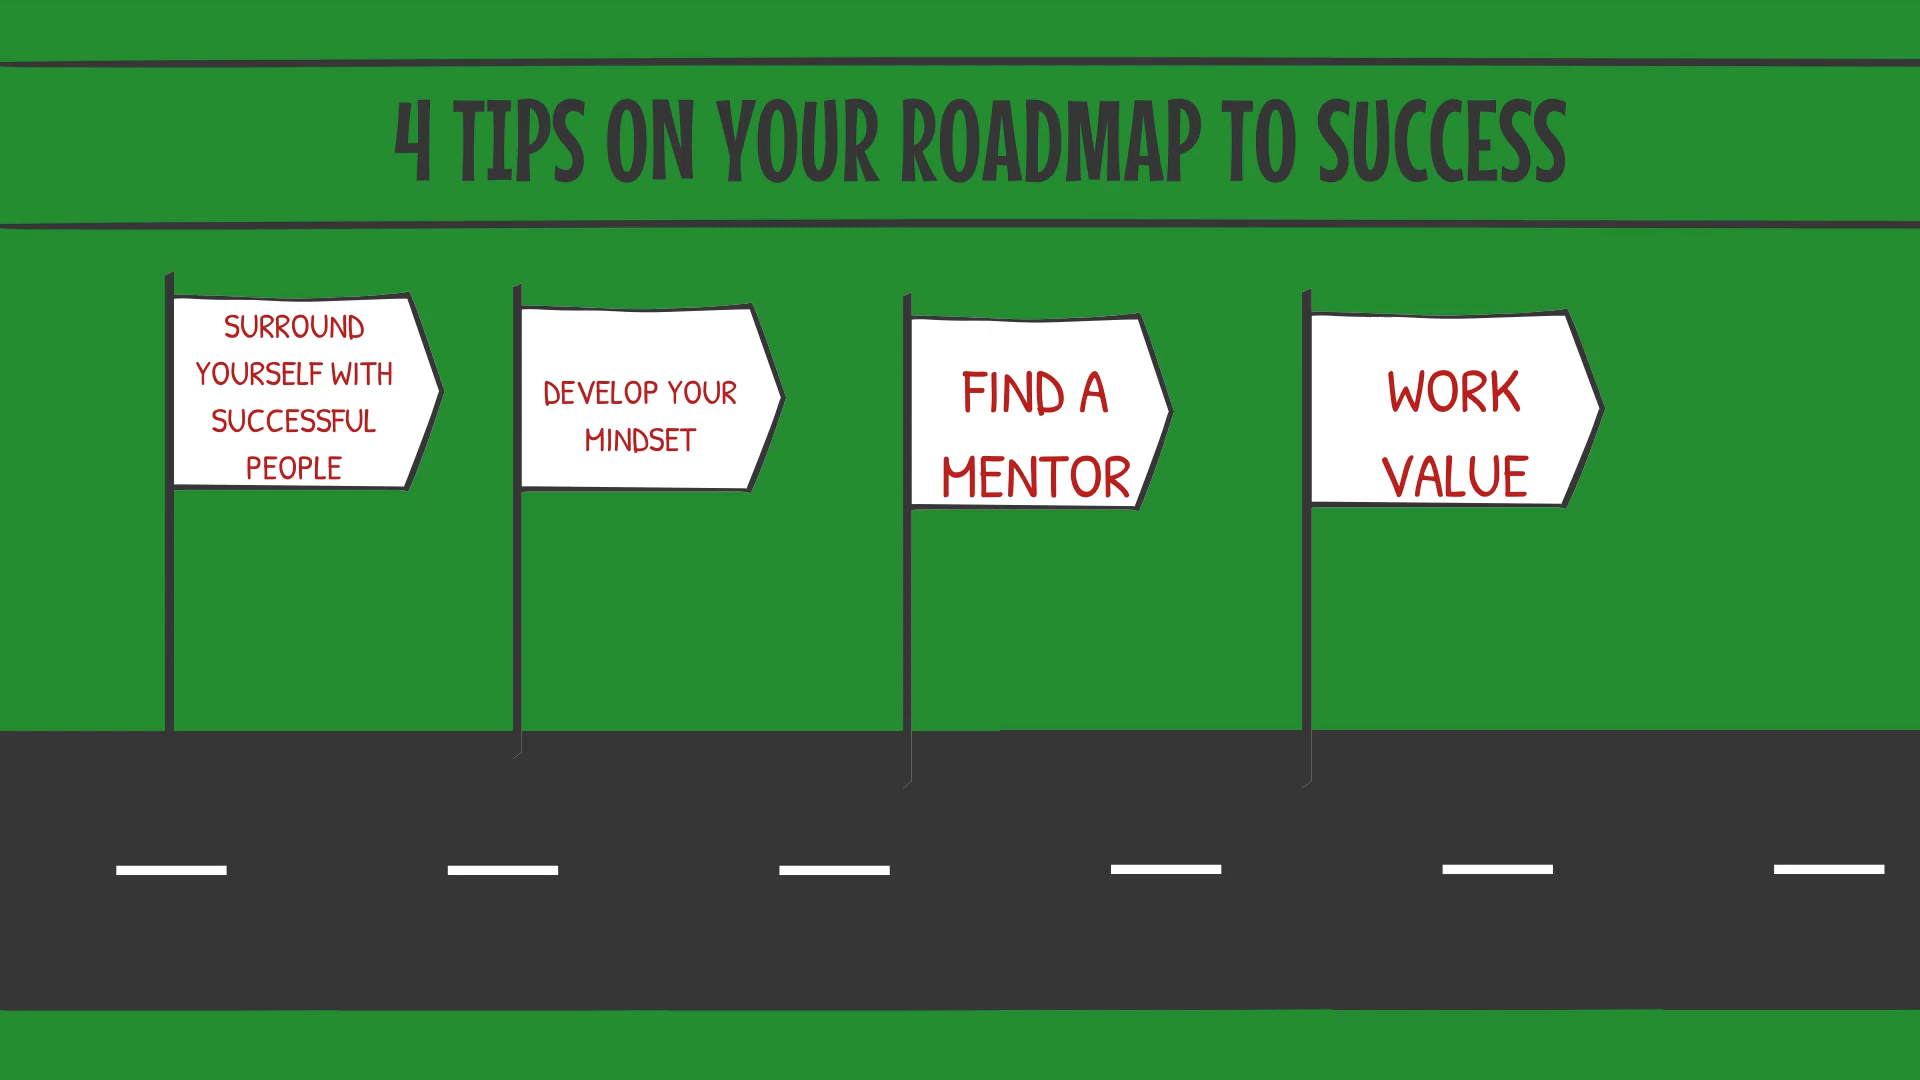 4 TIPS ON YOUR ROADMAP TO SUCCESS
SURROUND
YOURSELF WITH
SUCCESSFUL
PEOPLE
DEVELOP YOUR
MINDSET
FIND A
MENTOR
WORK
VALUE